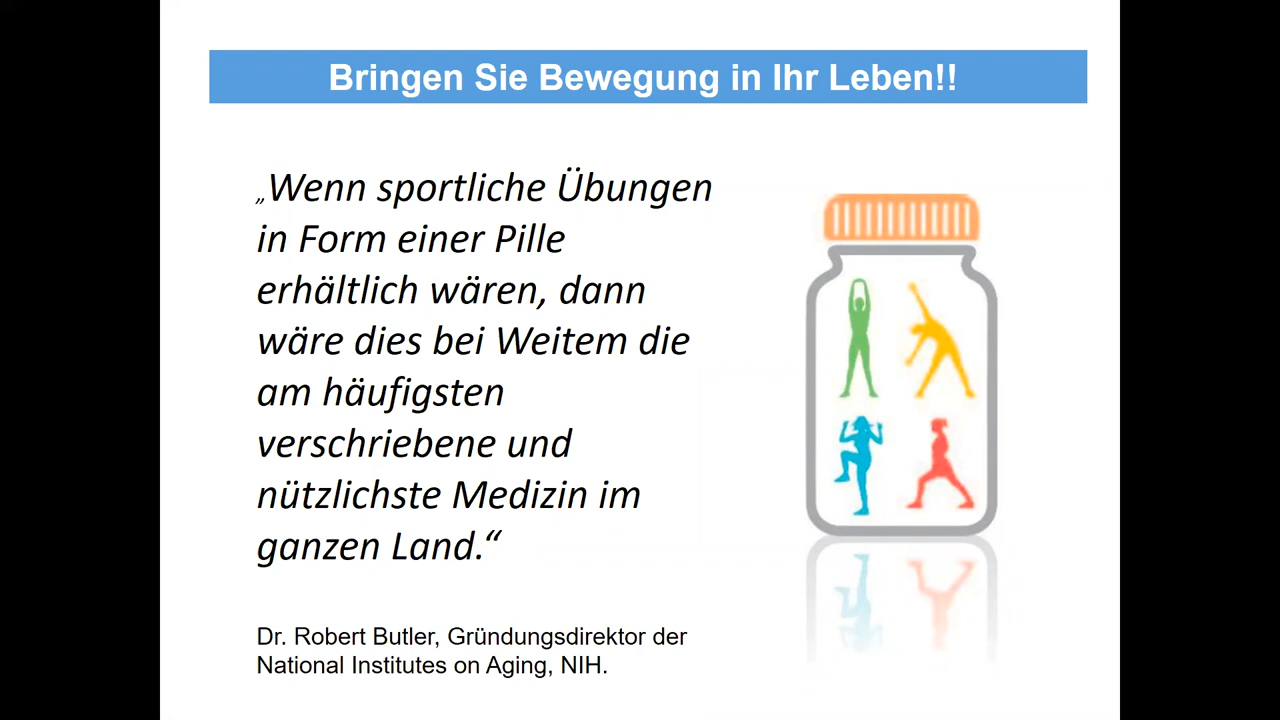 Bringen Sie Bewegung in Ihr Leben!!
„Wenn sportliche Übungen
in Form einer Pille
erhältlich wären, dann
wäre dies bei Weitem die
am häufigsten
verschriebene und
nützlichste Medizin im
ganzen Land.“
Dr. Robert Butler, Gründungsdirektor der
National Institutes on Aging, NIH.